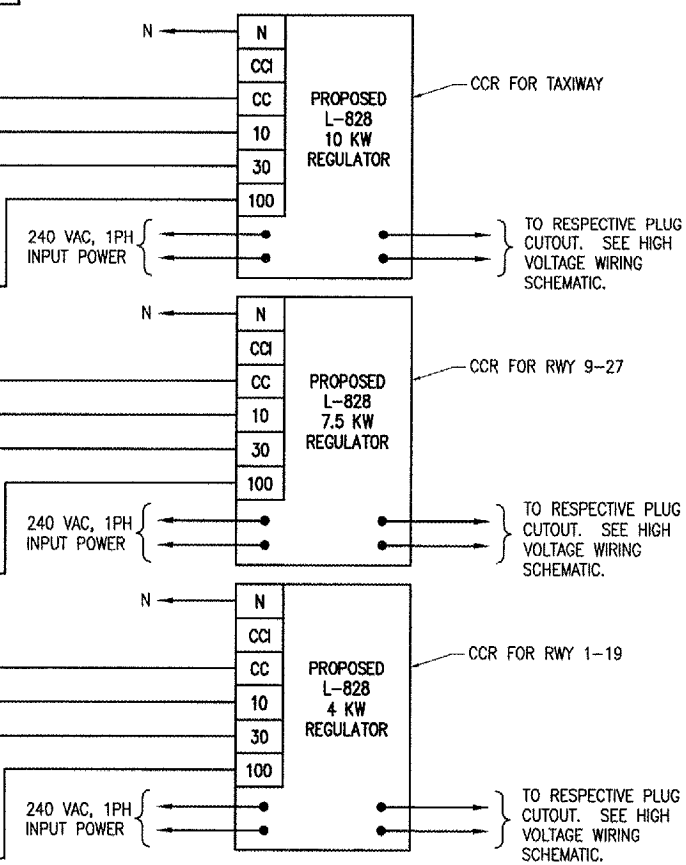 N
N
CCI
CC
10
30
100
PROPOSED
L-828
10 KW
REGULATOR
CCR FOR TAXIWAY
240 VAC, 1PH
INPUT POWER
TO RESPECTIVE PLUG
CUTOUT. SEE HIGH
VOLTAGE WIRING
SCHEMATIC.
N
N
CCI
CC
10
30
100
PROPOSED
L-828
7.5 KW
REGULATOR
CCR FOR RWY 9-27
240 VAC, 1PH
INPUT POWER
TO RESPECTIVE PLUG
CUTOUT. SEE HIGH
VOLTAGE WIRING
SCHEMATIC.
N
N
CCI
CC
10
30
100
PROPOSED
L-828
4 KW
REGULATOR
CCR FOR RWY 1-19
240 VAC, 1PH
INPUT POWER
TO RESPECTIVE PLUG
CUTOUT. SEE HIGH
VOLTAGE WIRING
SCHEMATIC.